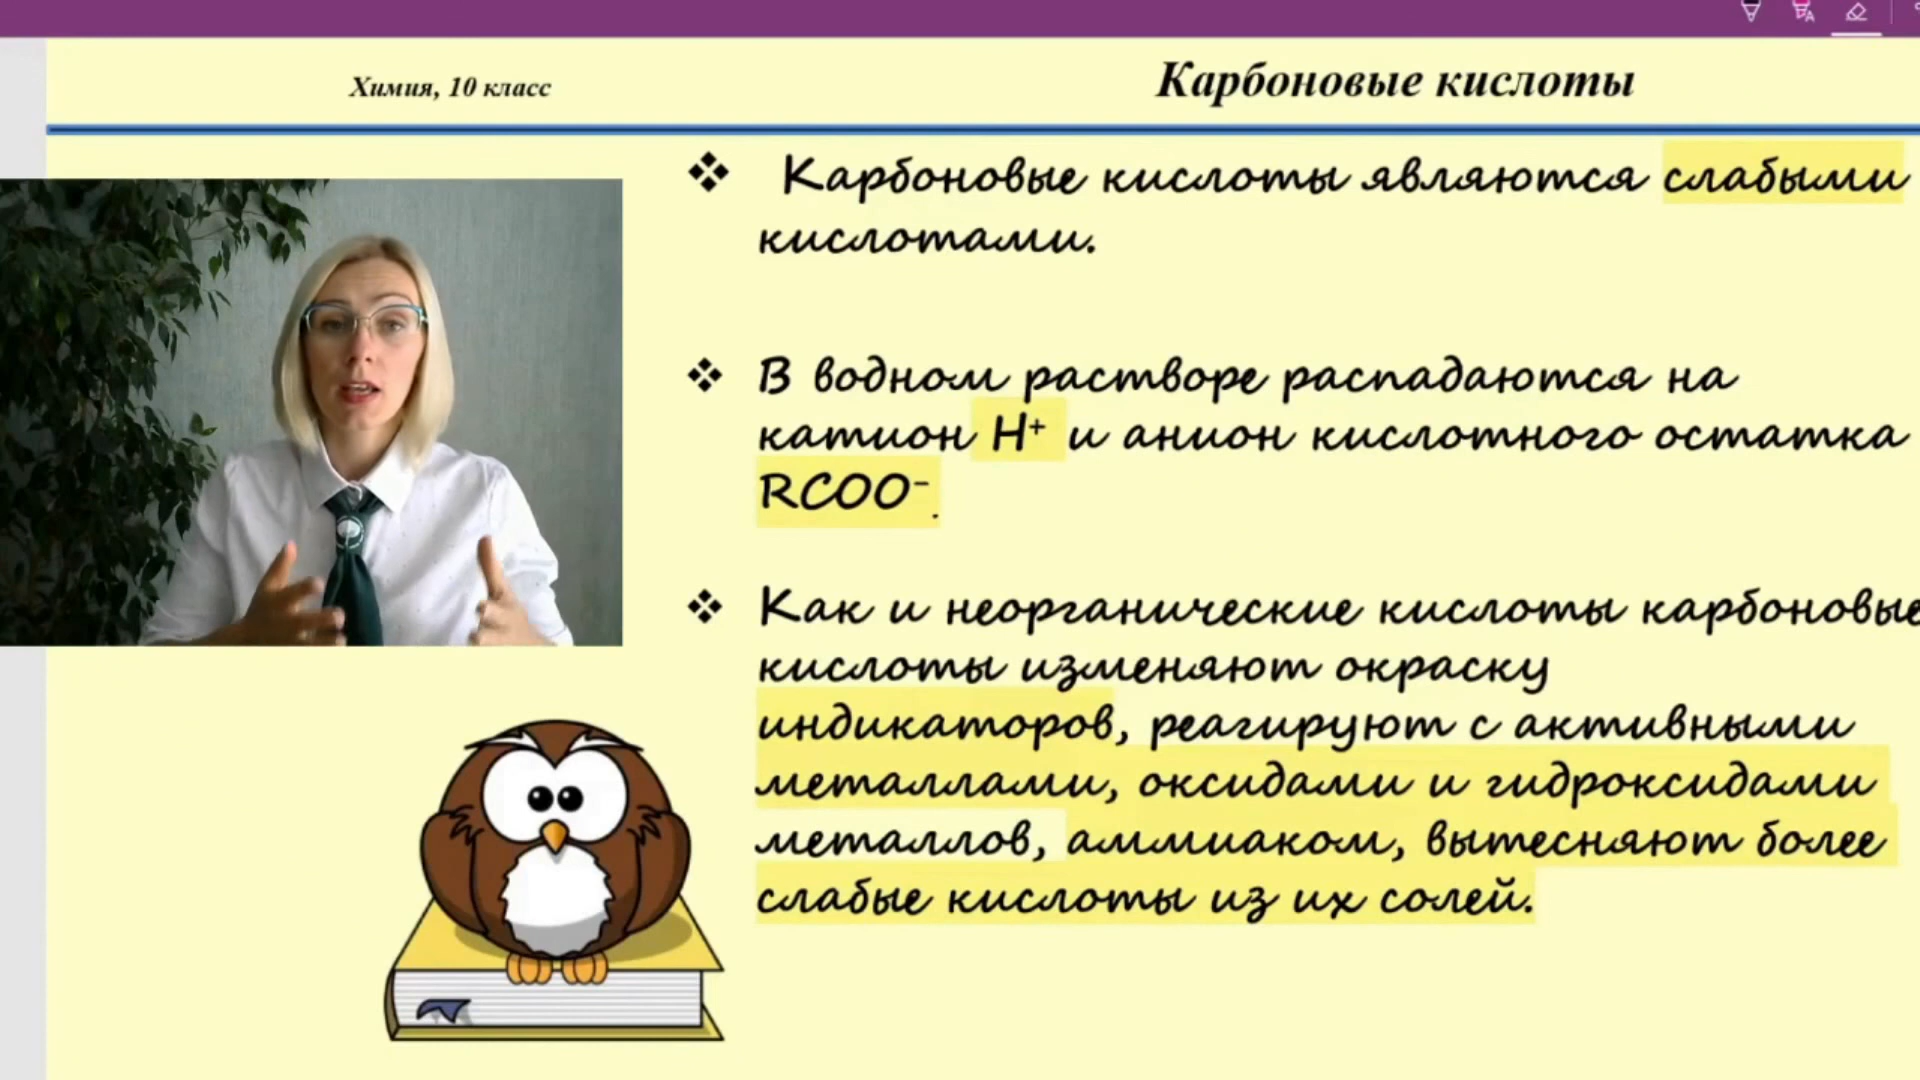 Химия, 10 класс
Карбоновые кислоты
Карбоновые кислоты являются слабыми
кислотами.
В водном растворе распадаются на
катион H⁺ и анион кислотного остатка
RCOO⁻.
Как и неорганические кислоты карбоновые
кислоты изменяют окраску
индикаторов, реагируют с активными
металлами, оксидами и гидроксидами
металлов, аммиаком, вытесняют более
слабые кислоты из их солей.